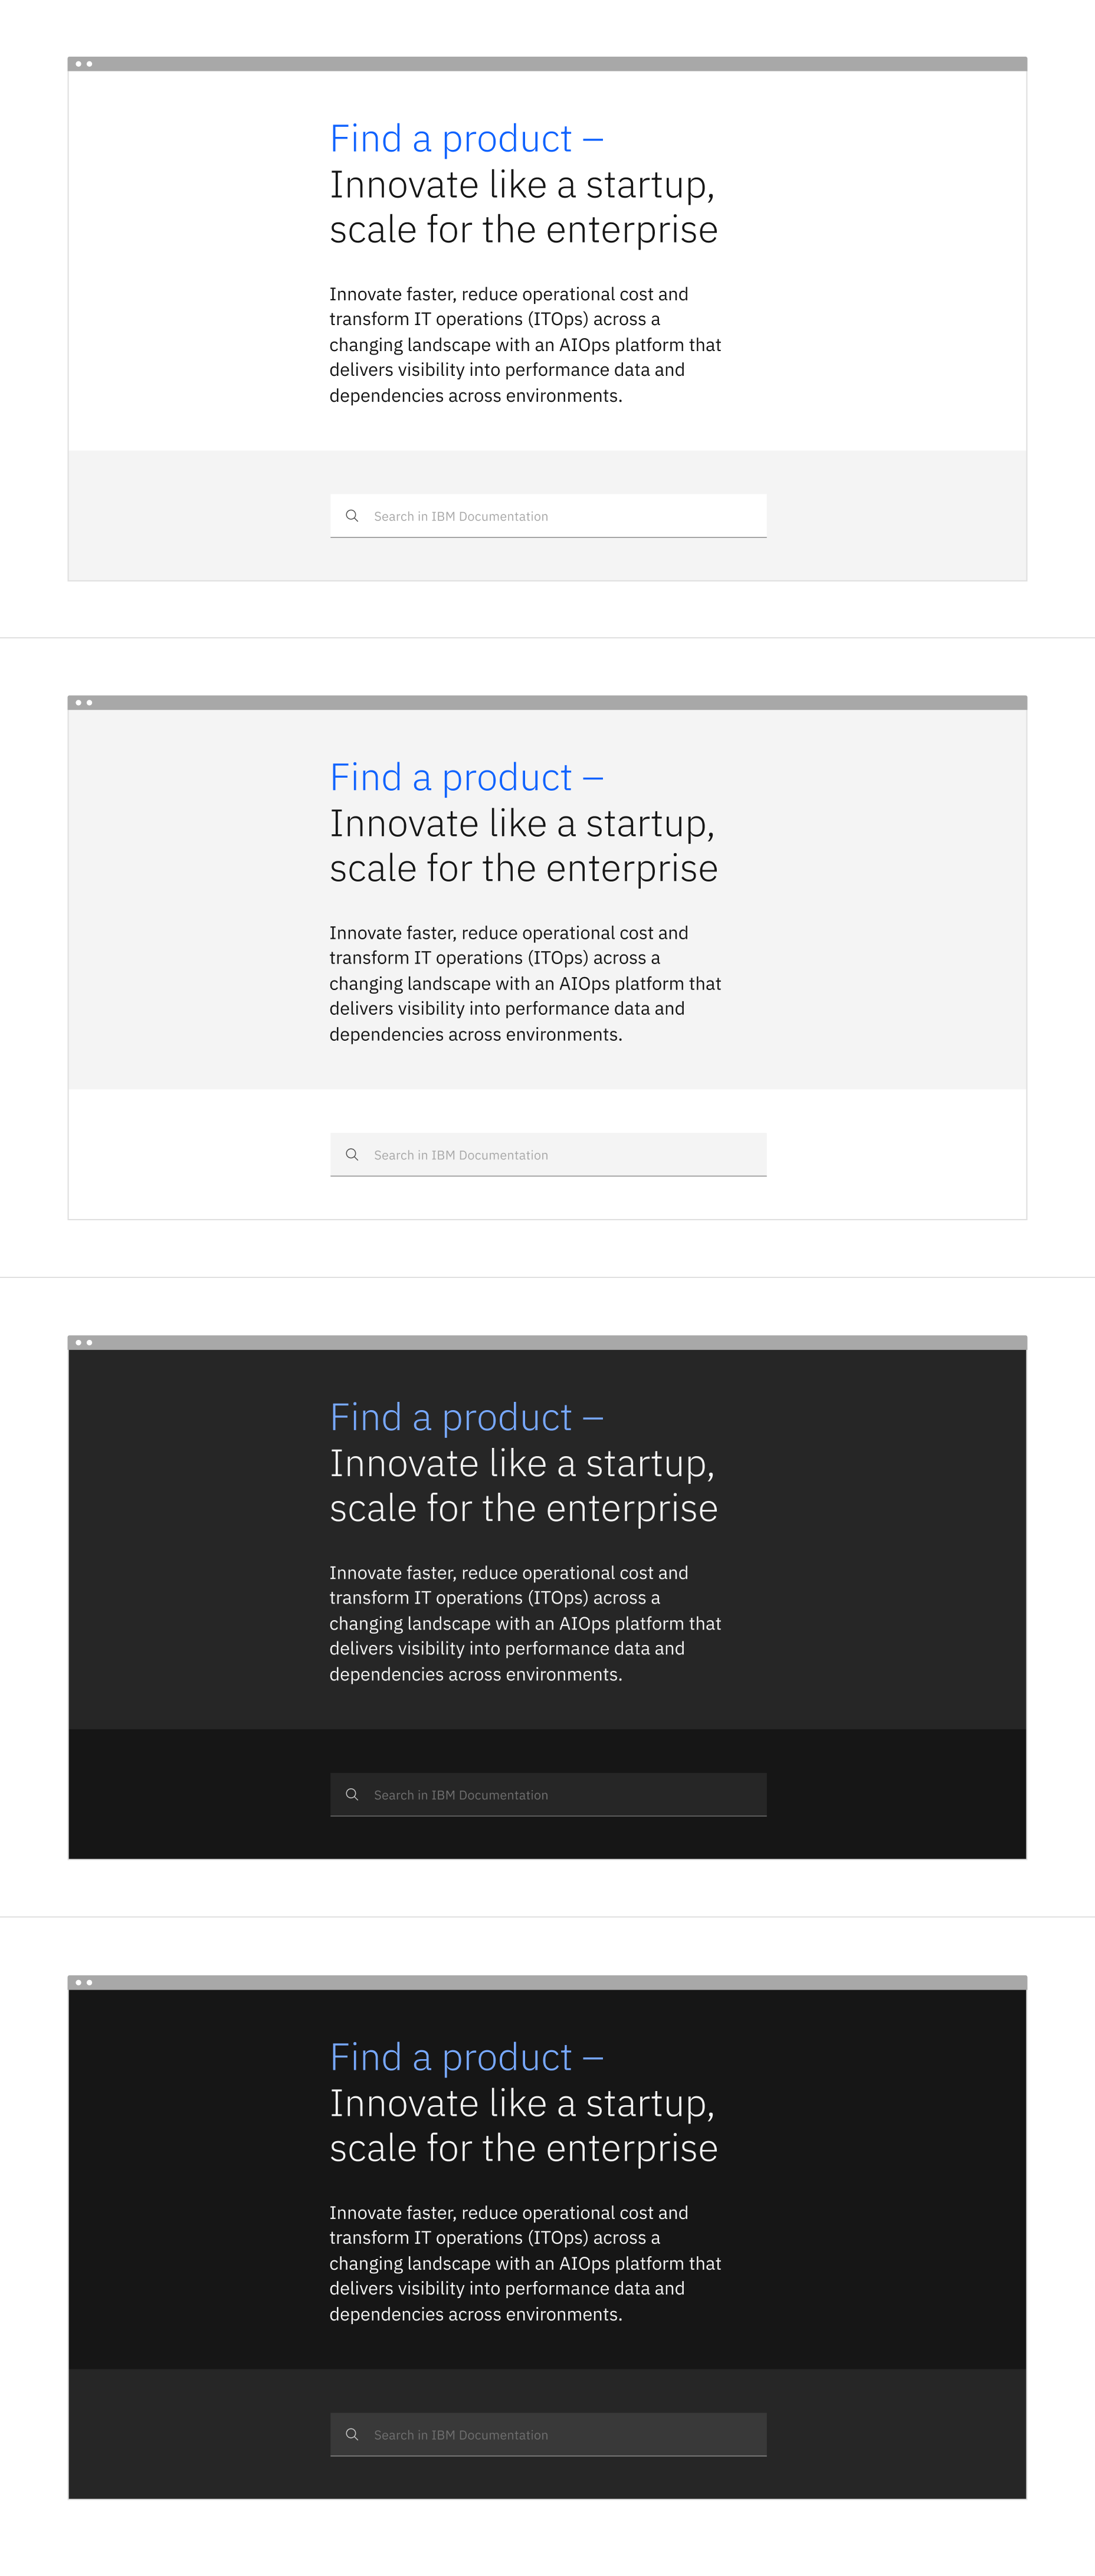 Find a product –
Innovate like a startup,
scale for the enterprise
Innovate faster, reduce operational cost and
transform IT operations (ITOps) across a
changing landscape with an AIOps platform that
delivers visibility into performance data and
dependencies across environments.
Search in IBM Documentation
Find a product –
Innovate like a startup,
scale for the enterprise
Innovate faster, reduce operational cost and
transform IT operations (ITOps) across a
changing landscape with an AIOps platform that
delivers visibility into performance data and
dependencies across environments.
Search in IBM Documentation
Find a product –
Innovate like a startup,
scale for the enterprise
Innovate faster, reduce operational cost and
transform IT operations (ITOps) across a
changing landscape with an AIOps platform that
delivers visibility into performance data and
dependencies across environments.
Search in IBM Documentation
Find a product –
Innovate like a startup,
scale for the enterprise
Innovate faster, reduce operational cost and
transform IT operations (ITOps) across a
changing landscape with an AIOps platform that
delivers visibility into performance data and
dependencies across environments.
Search in IBM Documentation